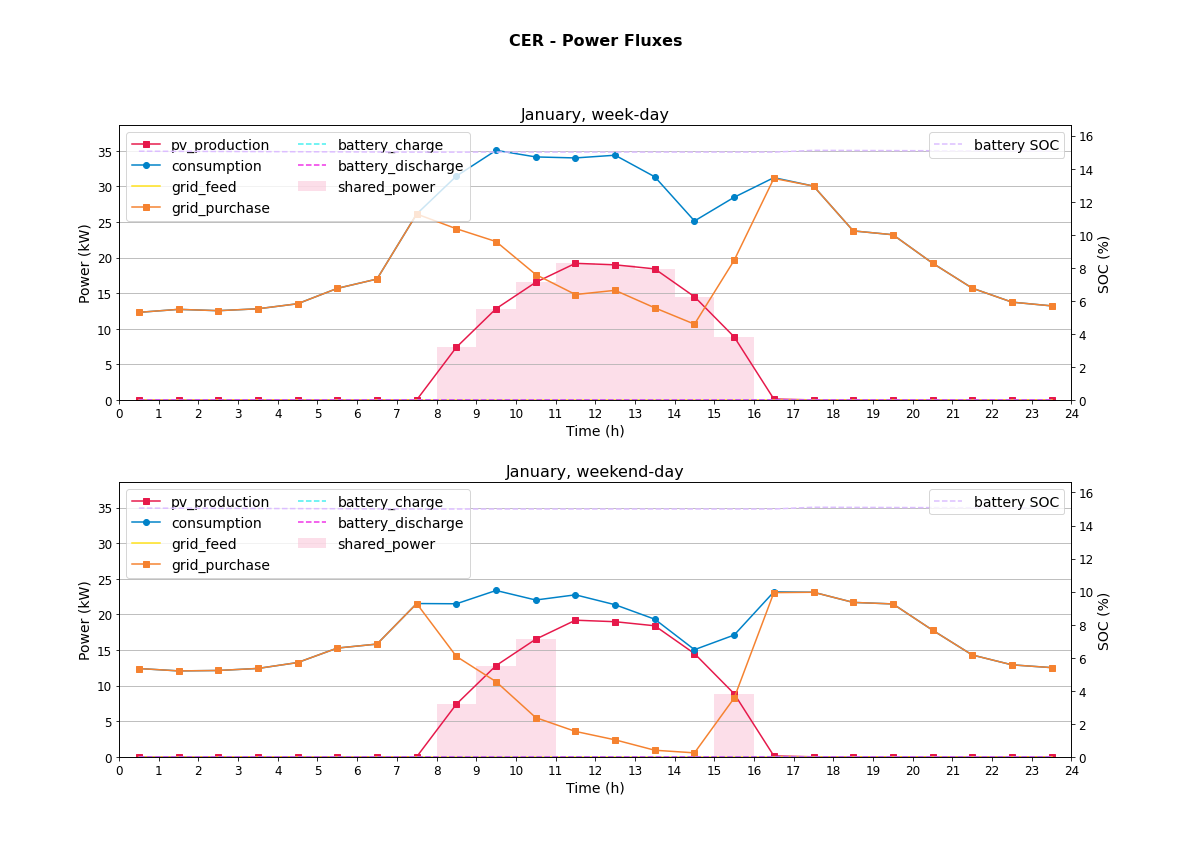 CER - Power Fluxes
January, week-day
pv_production
consumption
grid_feed
grid_purchase
battery_charge
battery_discharge
shared_power
battery SOC
Power (kW)
35
30
25
20
15
10
5
0
16
14
12
10
8
6
4
2
0
SOC (%)
0 1 2 3 4 5 6 7 8 9 10 11 12 13 14 15 16 17 18 19 20 21 22 23 24
Time (h)
January, weekend-day
pv_production
consumption
grid_feed
grid_purchase
battery_charge
battery_discharge
shared_power
battery SOC
Power (kW)
35
30
25
20
15
10
5
0
16
14
12
10
8
6
4
2
0
SOC (%)
0 1 2 3 4 5 6 7 8 9 10 11 12 13 14 15 16 17 18 19 20 21 22 23 24
Time (h)